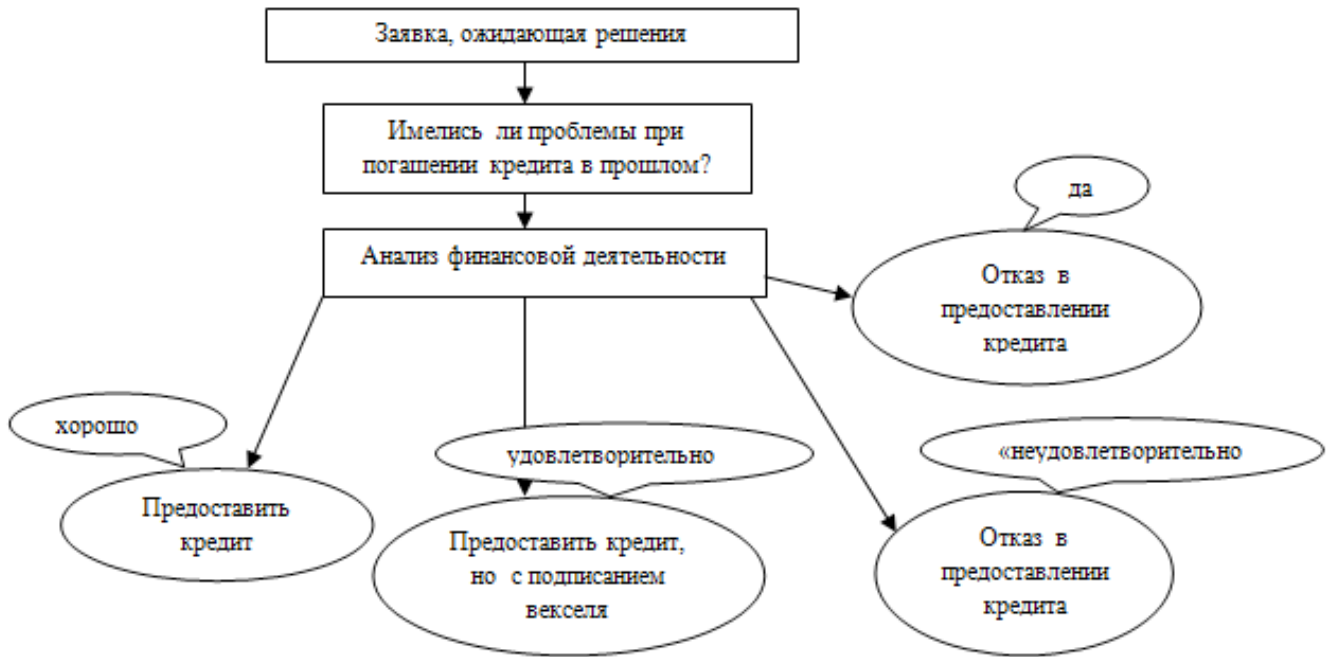 Заявка, ожидающая решения
Имелись ли проблемы при
погашении кредита в прошлом?
да
Анализ финансовой деятельности
Отказ в
предоставлении
кредита
хорошо
удовлетворительно
«неудовлетворительно
Предоставить
кредит
Предоставить кредит,
но с подписанием
векселя
Отказ в
предоставлении
кредита